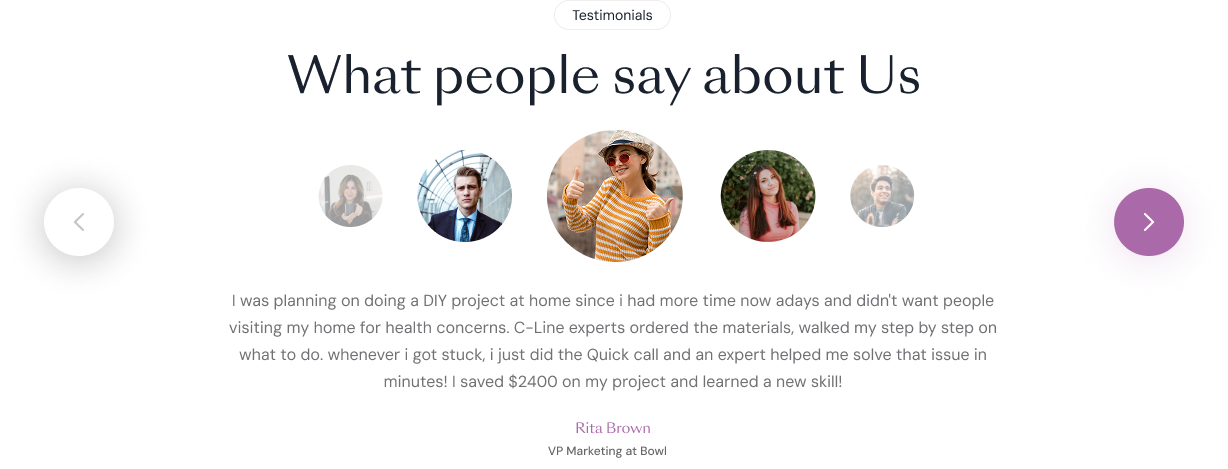 Testimonials
What people say about Us
I was planning on doing a DIY project at home since i had more time now adays and didn't want people
visiting my home for health concerns. C-Line experts ordered the materials, walked my step by step on
what to do. whenever i got stuck, i just did the Quick call and an expert helped me solve that issue in
minutes! I saved $2400 on my project and learned a new skill!
Rita Brown
VP Marketing at Bowl